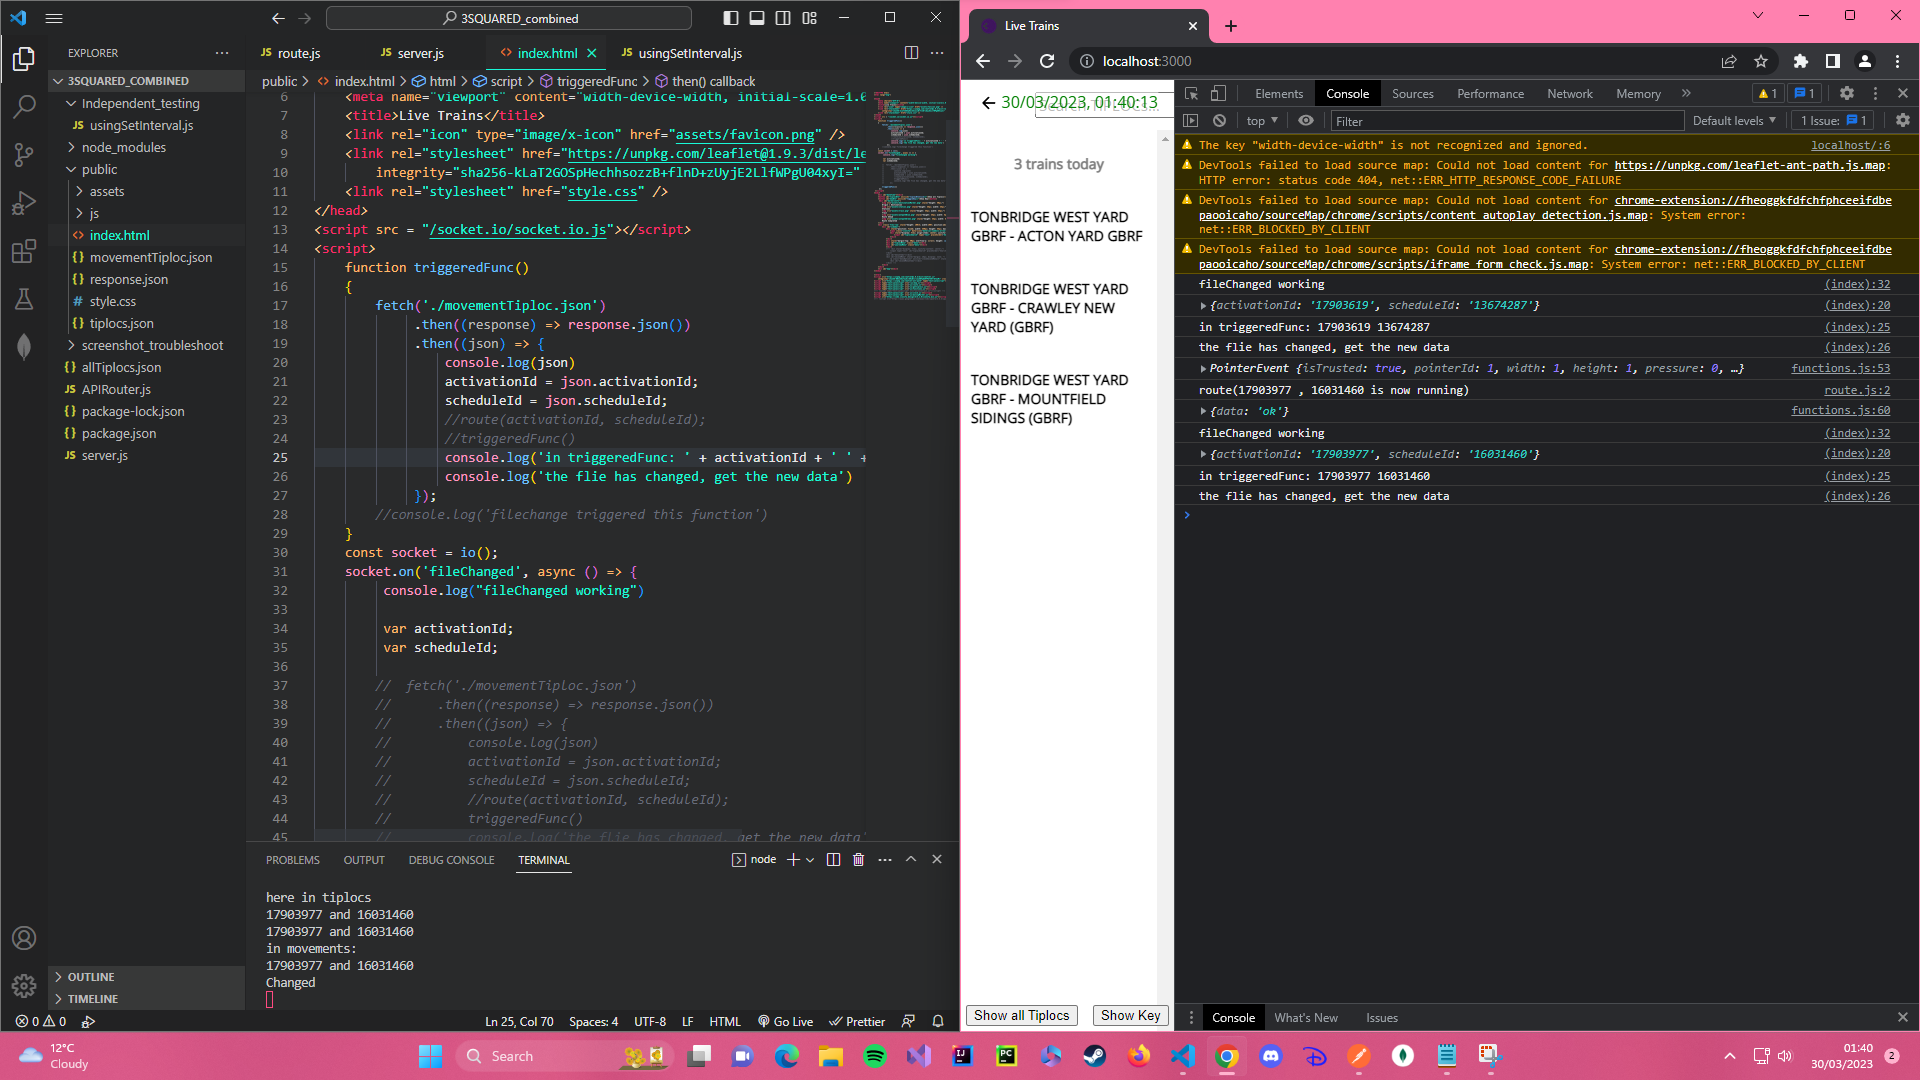 3SQUARED_combined
EXPLORER
3SQUARED_COMBINED
Independent_testing
usingSetInterval.js
node_modules
public
assets
js
index.html
movementTiploc.json
response.json
style.css
tiplocs.json
screenshot_troubleshoot
allTiplocs.json
APIRouter.js
package-lock.json
package.json
server.js
OUTLINE
TIMELINE
route.js
server.js
index.html
usingSetInterval.js
public > index.html > html > script > triggeredFunc > then() callback
6 <meta name="viewport" content="width-device-width, initial-scale=1.0
7 <title>Live Trains</title>
8 <link rel="icon" type="image/x-icon" href="assets/favicon.png" />
9 <link rel="stylesheet" href="https://unpkg.com/leaflet@1.9.3/dist/le
10 integrity="sha256-kLaT2GOSpHechhsozzB+flnD+zUyjE2LlfWPgU04xyI="
11 <link rel="stylesheet" href="style.css" />
12 </head>
13 <script src = "/socket.io/socket.io.js"></script>
14 <script>
15 function triggeredFunc()
16 {
17 fetch('./movementTiploc.json')
18 .then((response) => response.json())
19 .then((json) => {
20 console.log(json)
21 activationId = json.activationId;
22 scheduleId = json.scheduleId;
23 //route(activationId, scheduleId);
24 //triggeredFunc()
25 console.log('in triggeredFunc: ' + activationId + ' ' +
26 console.log('the flie has changed, get the new data')
27 });
28 //console.log('filechange triggered this function')
29 }
30 const socket = io();
31 socket.on('fileChanged', async () => {
32 console.log("fileChanged working")
33
34 var activationId;
35 var scheduleId;
36
37 // fetch('./movementTiploc.json')
38 // .then((response) => response.json())
39 // .then((json) => {
40 // console.log(json)
41 // activationId = json.activationId;
42 // scheduleId = json.scheduleId;
43 // //route(activationId, scheduleId);
44 // triggeredFunc()
45 // console.log('the flie has changed, get the new data'
PROBLEMS OUTPUT DEBUG CONSOLE TERMINAL node
here in tiplocs
17903977 and 16031460
17903977 and 16031460
in movements:
17903977 and 16031460
Changed
0 0 Ln 25, Col 70 Spaces: 4 UTF-8 LF HTML Go Live Prettier
Live Trains
localhost:3000
30/03/2023, 01:40:13
3 trains today
TONBRIDGE WEST YARD
GBRF - ACTON YARD GBRF
TONBRIDGE WEST YARD
GBRF - CRAWLEY NEW
YARD (GBRF)
TONBRIDGE WEST YARD
GBRF - MOUNTFIELD
SIDINGS (GBRF)
Show all Tiplocs Show Key
Elements Console Sources Performance Network Memory 1 1
top Filter Default levels 1 Issue: 1
The key "width-device-width" is not recognized and ignored. localhost/:6
DevTools failed to load source map: Could not load content for https://unpkg.com/leaflet-ant-path.js.map:
HTTP error: status code 404, net::ERR_HTTP_RESPONSE_CODE_FAILURE
DevTools failed to load source map: Could not load content for chrome-extension://fheoggkfdfchfphceeifdbe
paooicaho/sourceMap/chrome/scripts/content_autoplay_detection.js.map: System error:
net::ERR_BLOCKED_BY_CLIENT
DevTools failed to load source map: Could not load content for chrome-extension://fheoggkfdfchfphceeifdbe
paooicaho/sourceMap/chrome/scripts/iframe_form_check.js.map: System error: net::ERR_BLOCKED_BY_CLIENT
fileChanged working (index):32
{activationId: '17903619', scheduleId: '13674287'} (index):20
in triggeredFunc: 17903619 13674287 (index):25
the flie has changed, get the new data (index):26
PointerEvent {isTrusted: true, pointerId: 1, width: 1, height: 1, pressure: 0, …} functions.js:53
route(17903977 , 16031460 is now running) route.js:2
{data: 'ok'} functions.js:60
fileChanged working (index):32
{activationId: '17903977', scheduleId: '16031460'} (index):20
in triggeredFunc: 17903977 16031460 (index):25
the flie has changed, get the new data (index):26
Console What's New Issues
12°C
Cloudy
Search
01:40
30/03/2023
2